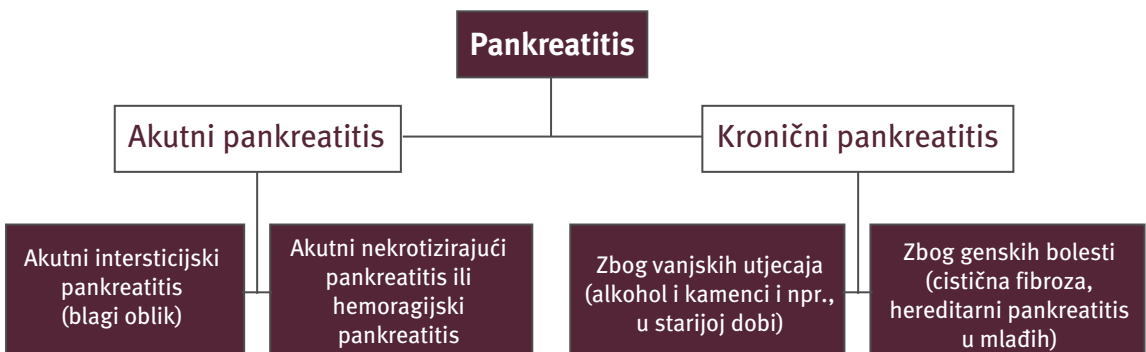 Pankreatitis
Akutni pankreatitis
Kronični pankreatitis
Akutni intersticijski
pankreatitis
(blagi oblik)
Akutni nekrotizirajući
pankreatitis ili
hemoragijski
pankreatitis
Zbog vanjskih utjecaja
(alkohol i kamenci i npr.,
u starijoj dobi)
Zbog genskih bolesti
(cistična fibroza,
hereditarni pankreatitis
u mlađih)